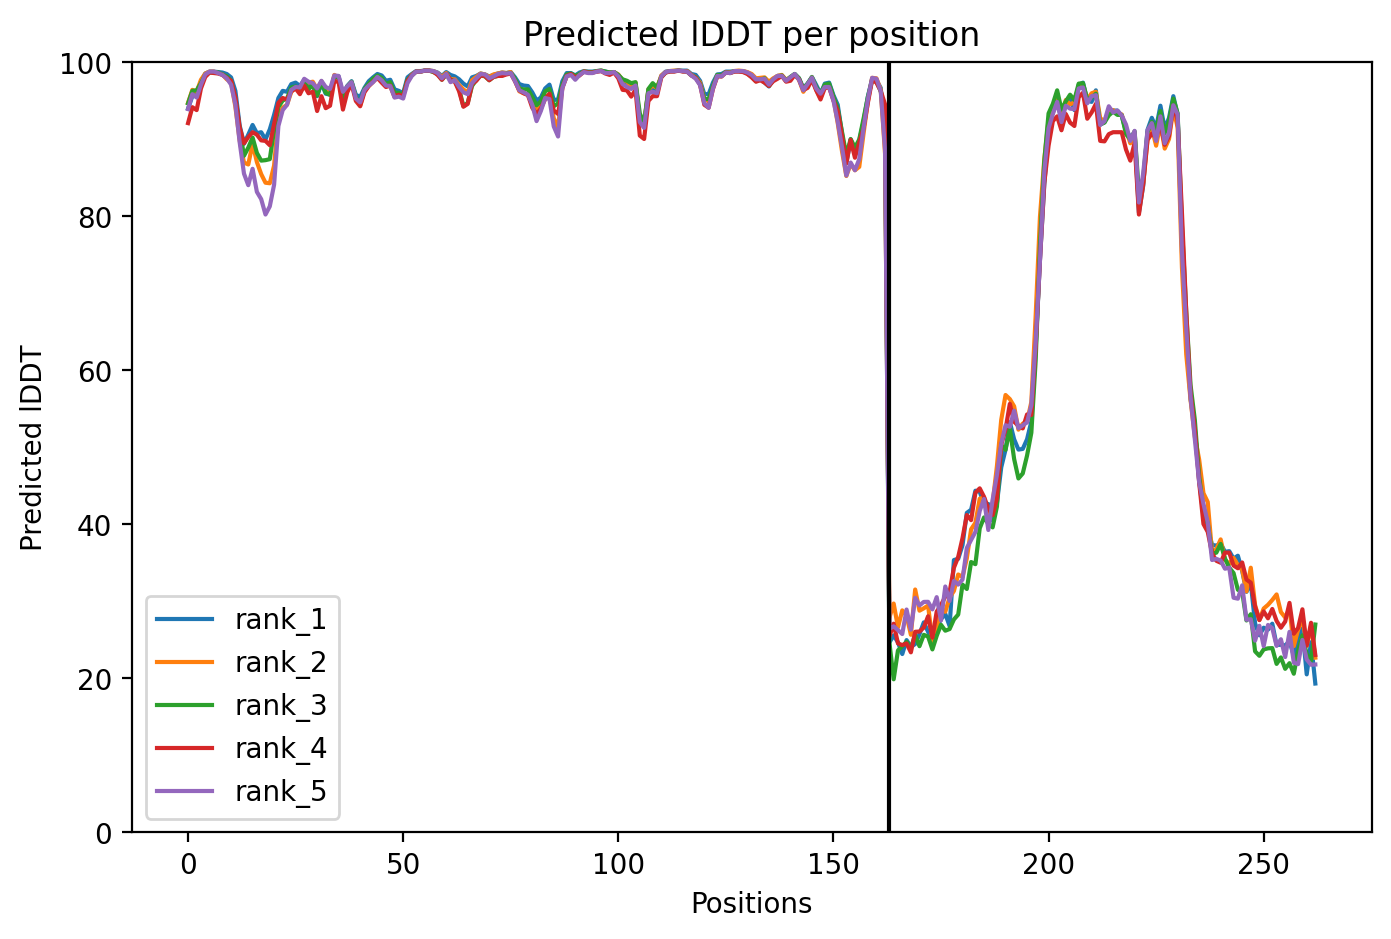 Predicted lDDT per position
100
80
60
40
20
0
Predicted lDDT
rank_1
rank_2
rank_3
rank_4
rank_5
0
50
100
150
200
250
Positions